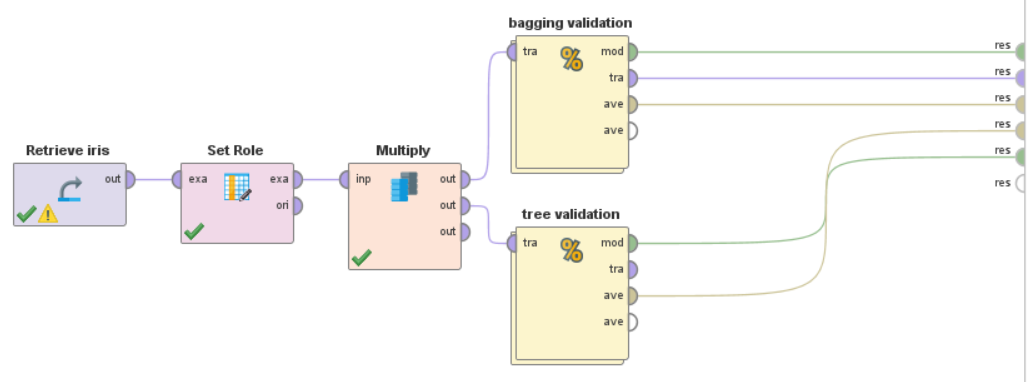 bagging validation
tra mod
tra
ave
ave
res
res
res
res
res
res
Retrieve iris
out
Set Role
exa exa
ori
Multiply
inp out
out
out
tree validation
tra mod
tra
ave
ave